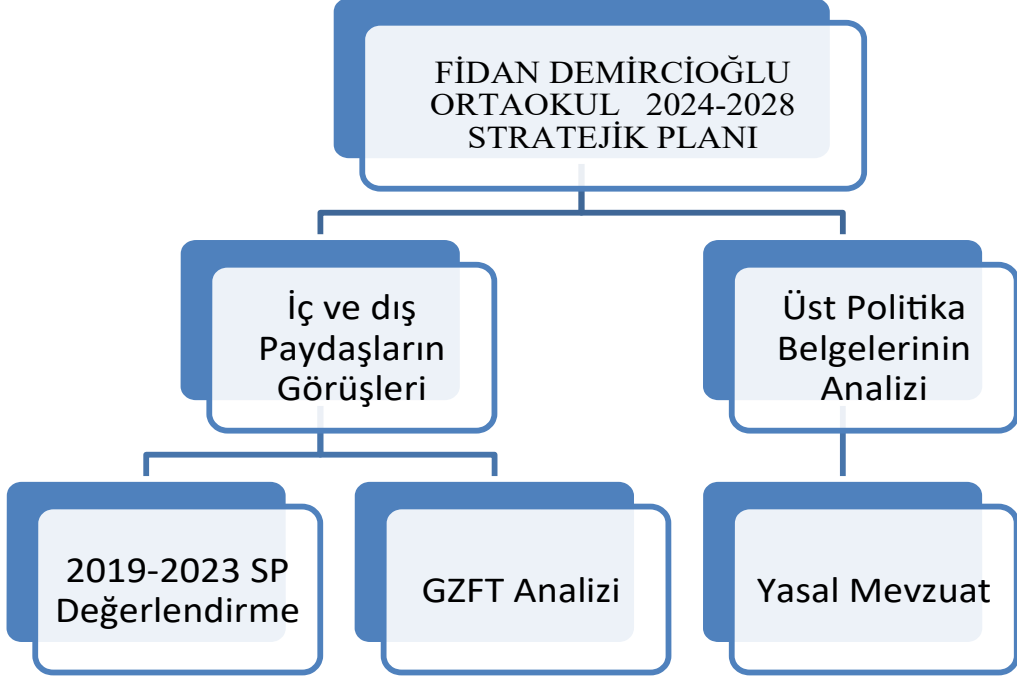 FİDAN DEMİRCİOĞLU
ORTAOKUL 2024-2028
STRATEJİK PLANI
İç ve dış
Paydaşların
Görüşleri
Üst Politika
Belgelerinin
Analizi
2019-2023 SP
Değerlendirme
GZFT Analizi
Yasal Mevzuat